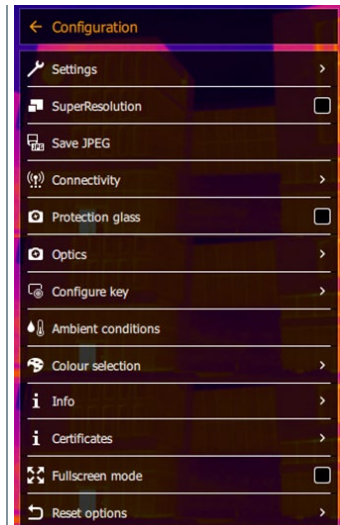 Configuration
Settings
SuperResolution
Save JPEG
Connectivity
Protection glass
Optics
Configure key
Ambient conditions
Colour selection
Info
Certificates
Fullscreen mode
Reset options